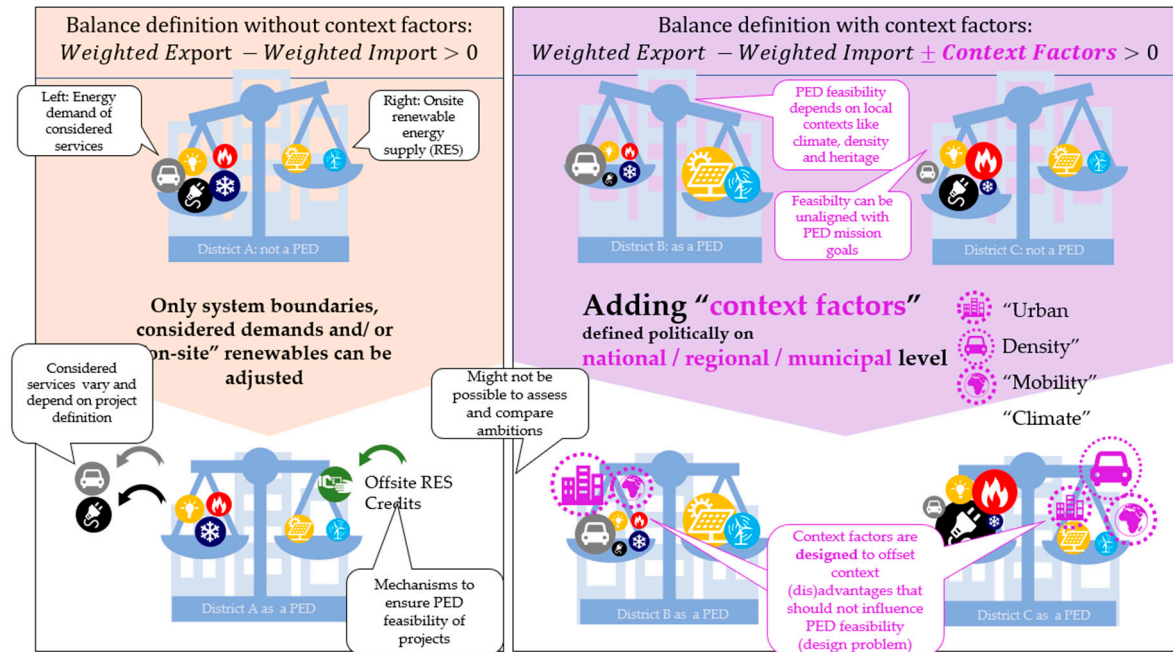 Balance definition without context factors:
Weighted Export − Weighted Import > 0
Left: Energy
demand of
considered
services
Right: Onsite
renewable
energy
supply (RES)
District A: not a PED
Only system boundaries,
considered demands and/ or
“on-site” renewables can be
adjusted
Considered
services vary and
depend on project
definition
Offsite RES
Credits
Mechanisms to
ensure PED
feasibility of
projects
District A as a PED
Balance definition with context factors:
Weighted Export − Weighted Import ± Context Factors > 0
PED feasibility
depends on local
contexts like
climate, density
and heritage
Feasibilty can be
unaligned with
PED mission
goals
District B: as a PED
District C: not a PED
Adding “context factors”
defined politically on
national / regional / municipal level
“Urban
Density”
“Mobility”
“Climate”
Might not be
possible to assess
and compare
ambitions
Context factors are
designed to offset
context
(dis)advantages that
should not influence
PED feasibility
(design problem)
District B as a PED
District C as a PED